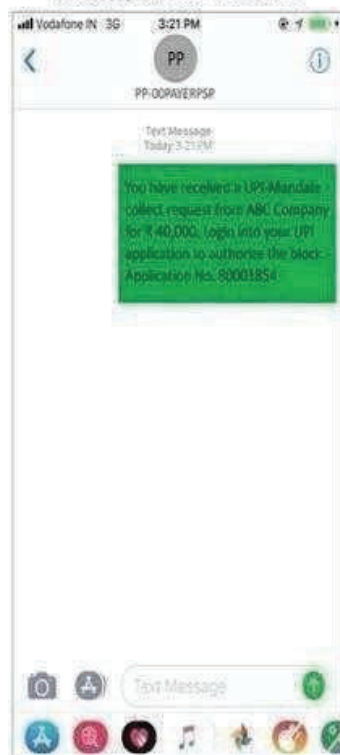 Vodafone IN 3G 3:21 PM
PP
PP-OOPAYERPSP
Text Message
Today 3:21 PM
You have received a UPI-Mandate
collect request from ABC Company
for ₹ 40,000. Login into your UPI
application to authorize the block.
Application No. 80001854
Text Message